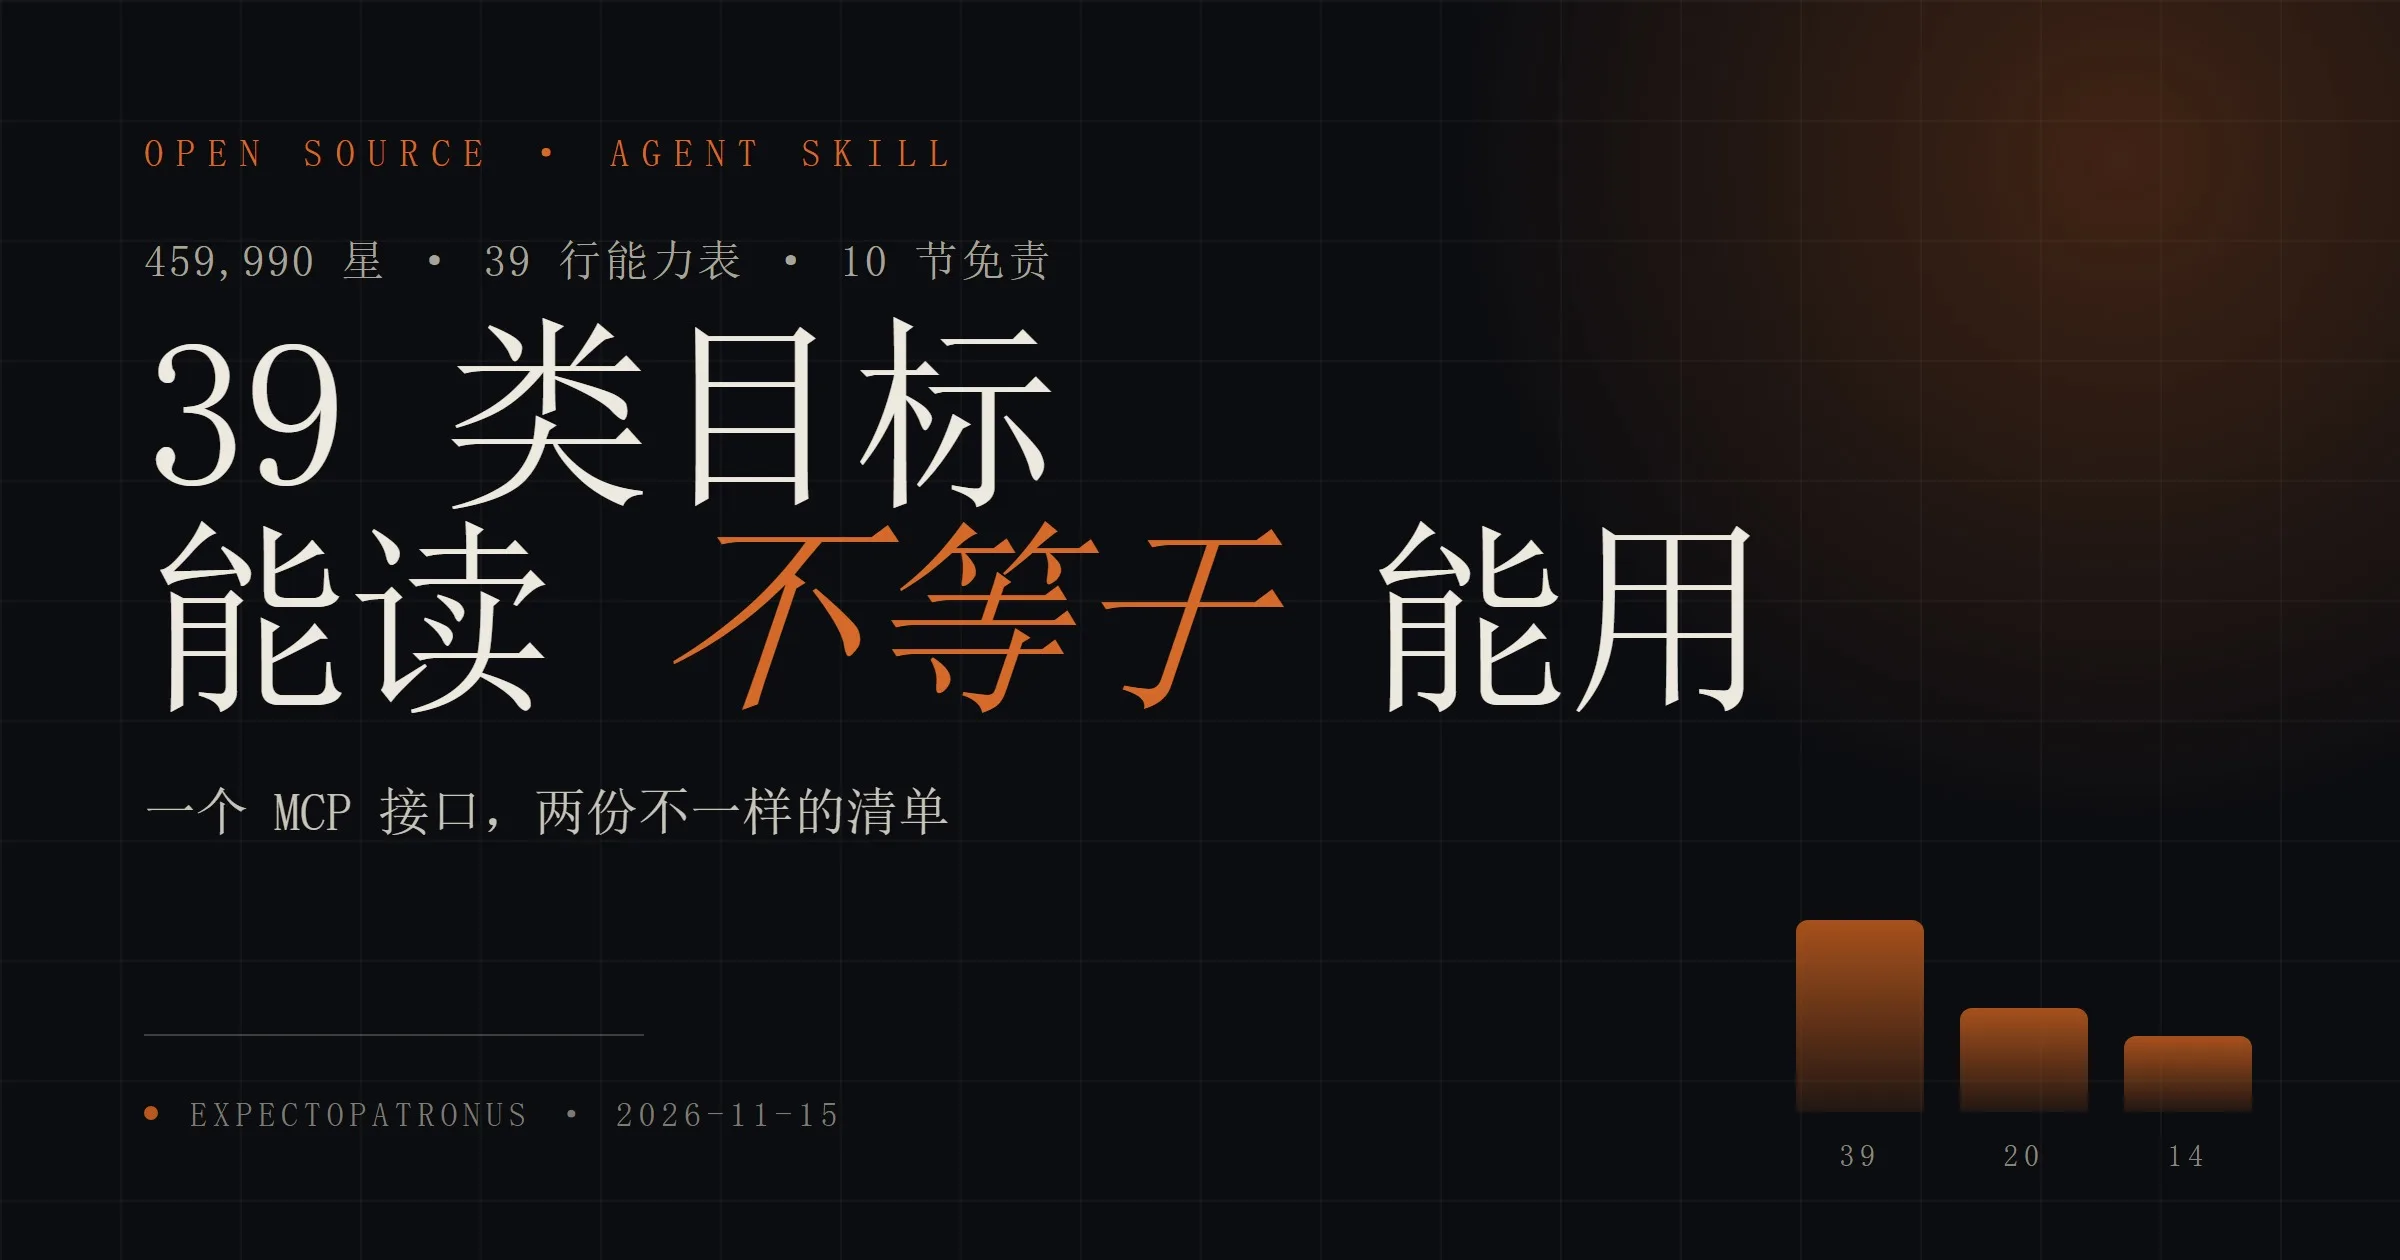 OPEN SOURCE • AGENT SKILL
459,990 星 • 39 行能力表 • 10 节免责
39 类目标
能读 不等于 能用
一个 MCP 接口，两份不一样的清单
EXPECTOPATRONUS • 2026-11-15
39 20 14